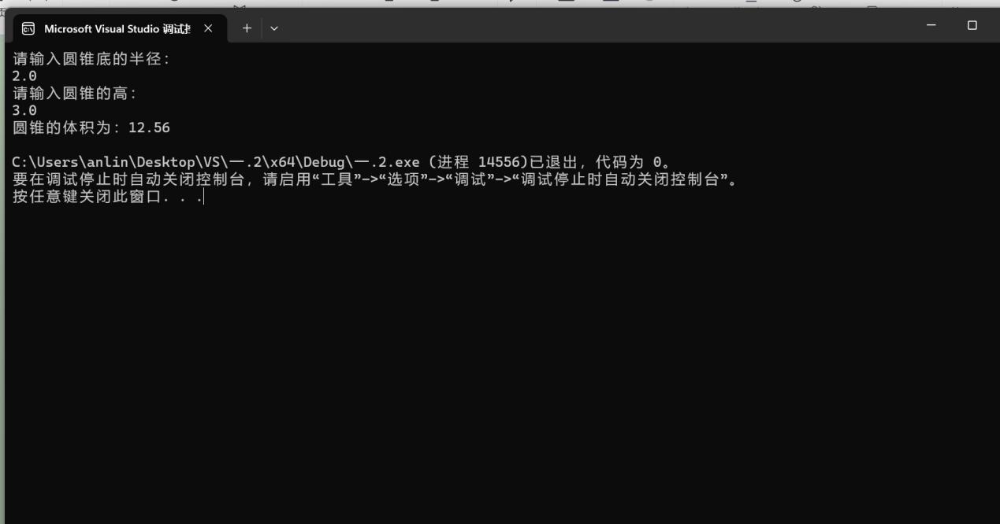 Microsoft Visual Studio 调试
请输入圆锥底的半径：
2.0
请输入圆锥的高：
3.0
圆锥的体积为：12.56
C:\Users\anlin\Desktop\VS\一.2\x64\Debug\一.2.exe (进程 14556)已退出，代码为 0。
要在调试停止时自动关闭控制台，请启用“工具”->“选项”->“调试”->“调试停止时自动关闭控制台”。
按任意键关闭此窗口. . .